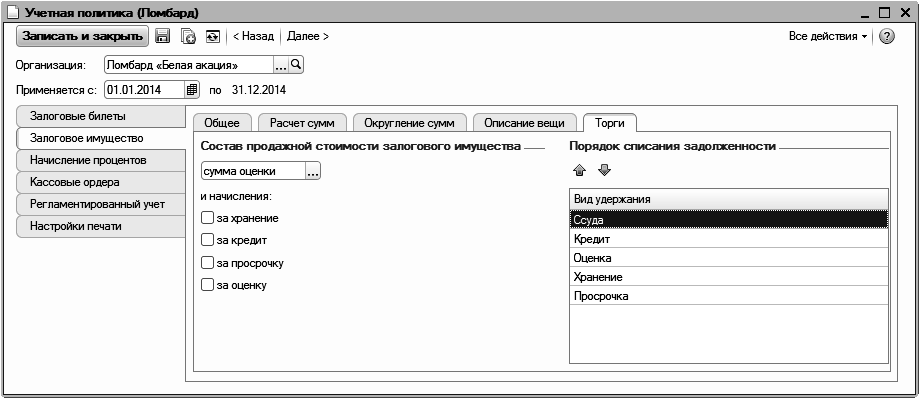 Учетная политика (Ломбард)
Записать и закрыть < Назад Далее > Все действия
Организация: Ломбард «Белая акация» ...
Применяется с: 01.01.2014 по 31.12.2014
Залоговые билеты
Залоговое имущество
Начисление процентов
Кассовые ордера
Регламентированный учет
Настройки печати
Общее Расчет сумм Округление сумм Описание вещи Торги
Состав продажной стоимости залогового имущества
сумма оценки ...
и начисления:
за хранение
за кредит
за просрочку
за оценку
Порядок списания задолженности
Вид удержания
Ссуда
Кредит
Оценка
Хранение
Просрочка